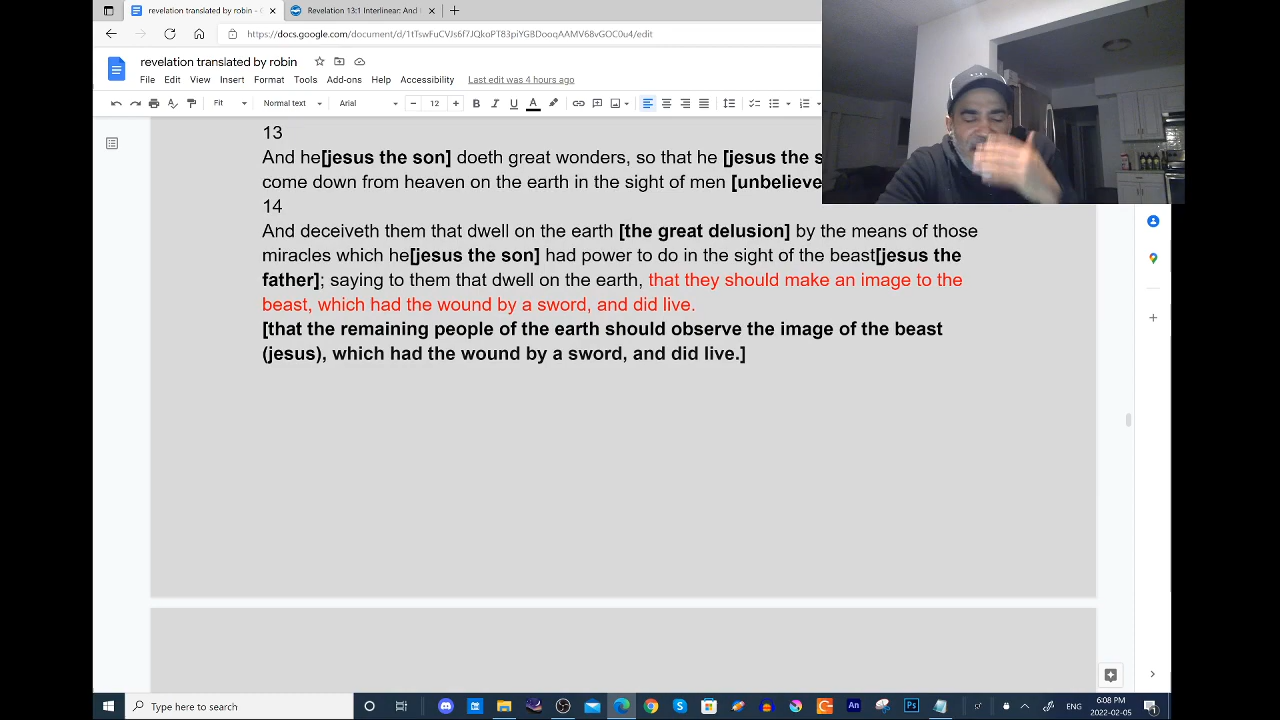 revelation translated by robin -
Revelation 13:1 Interlinear: And
https://docs.google.com/document/d/1tTswFuCVJs6f7JQkoPT83piYGBDooqAAMV68vGOC0u4/edit
revelation translated by robin
File Edit View Insert Format Tools Add-ons Help Accessibility Last edit was 4 hours ago
Fit Normal text Arial 12 B I U A
13
And he[jesus the son] doeth great wonders, so that he [jesus the s
come down from heaven on the earth in the sight of men [unbelieve
14
And deceiveth them that dwell on the earth [the great delusion] by the means of those
miracles which he[jesus the son] had power to do in the sight of the beast[jesus the
father]; saying to them that dwell on the earth, that they should make an image to the
beast, which had the wound by a sword, and did live.
[that the remaining people of the earth should observe the image of the beast
(jesus), which had the wound by a sword, and did live.]
Type here to search
An
Ps
ENG
6:08 PM
2022-02-05